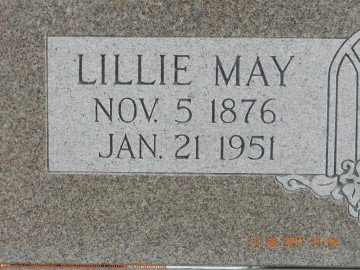 LILLIE MAY
NOV. 5 1876
JAN. 21 1951